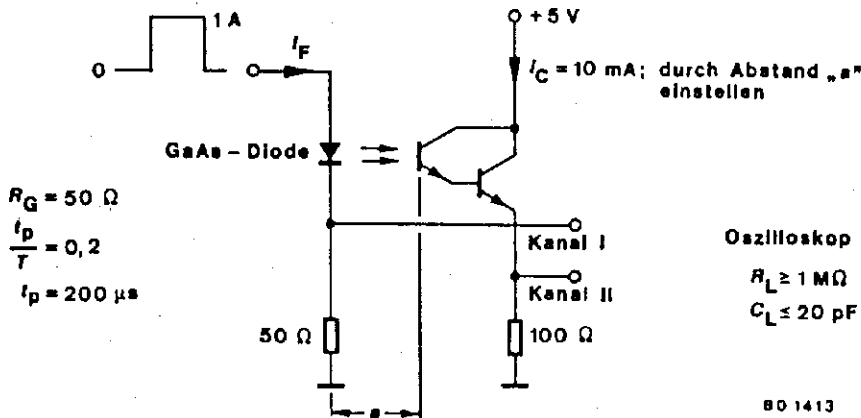 1 A
0
I_F
+5 V
I_C = 10 mA; durch Abstand „a"
einstellen
GaAs-Diode
R_G = 50 Ω
t_p
T
= 0,2
t_p = 200 µs
Kanal I
Kanal II
Oszilloskop
R_L ≥ 1 MΩ
C_L ≤ 20 pF
50 Ω
100 Ω
a
80 1413